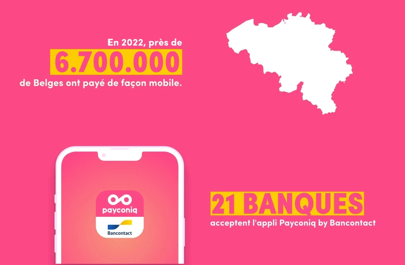 En 2022, près de
6.700.000
de Belges ont payé de façon mobile.
payconiq
Bancontact
21 BANQUES
acceptent l'appli Payconiq by Bancontact